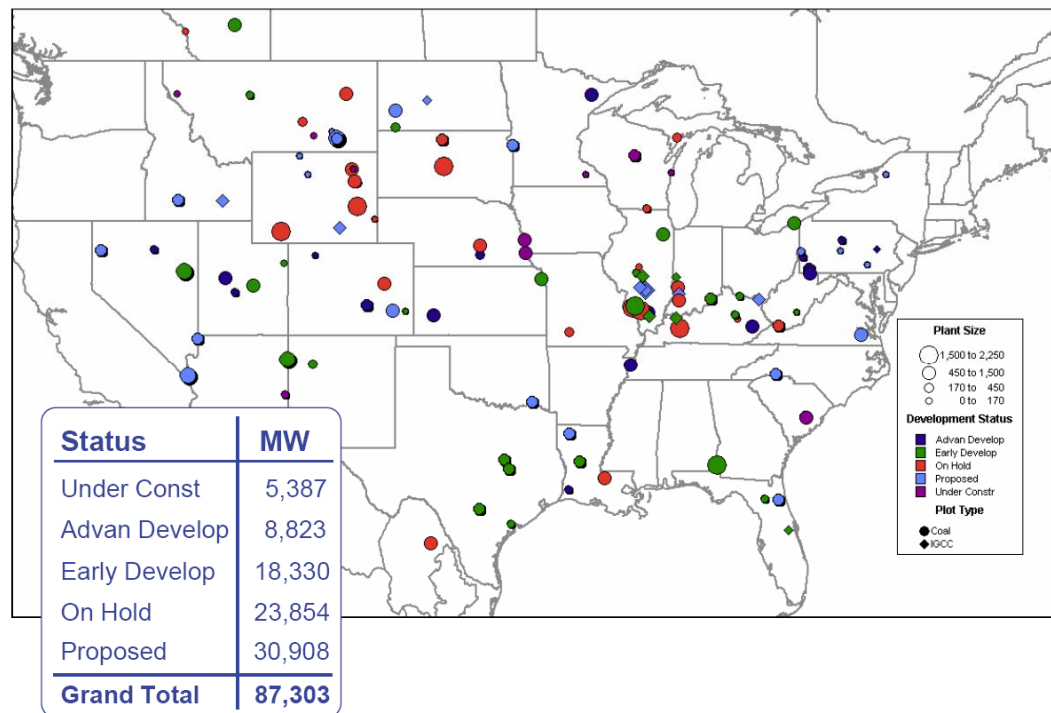 Plant Size
1,500 to 2,250
450 to 1,500
170 to 450
0 to 170
Development Status
Advan Develop
Early Develop
On Hold
Proposed
Under Constr
Plot Type
Coal
IGCC
Status MW
Under Const 5,387
Advan Develop 8,823
Early Develop 18,330
On Hold 23,854
Proposed 30,908
Grand Total 87,303